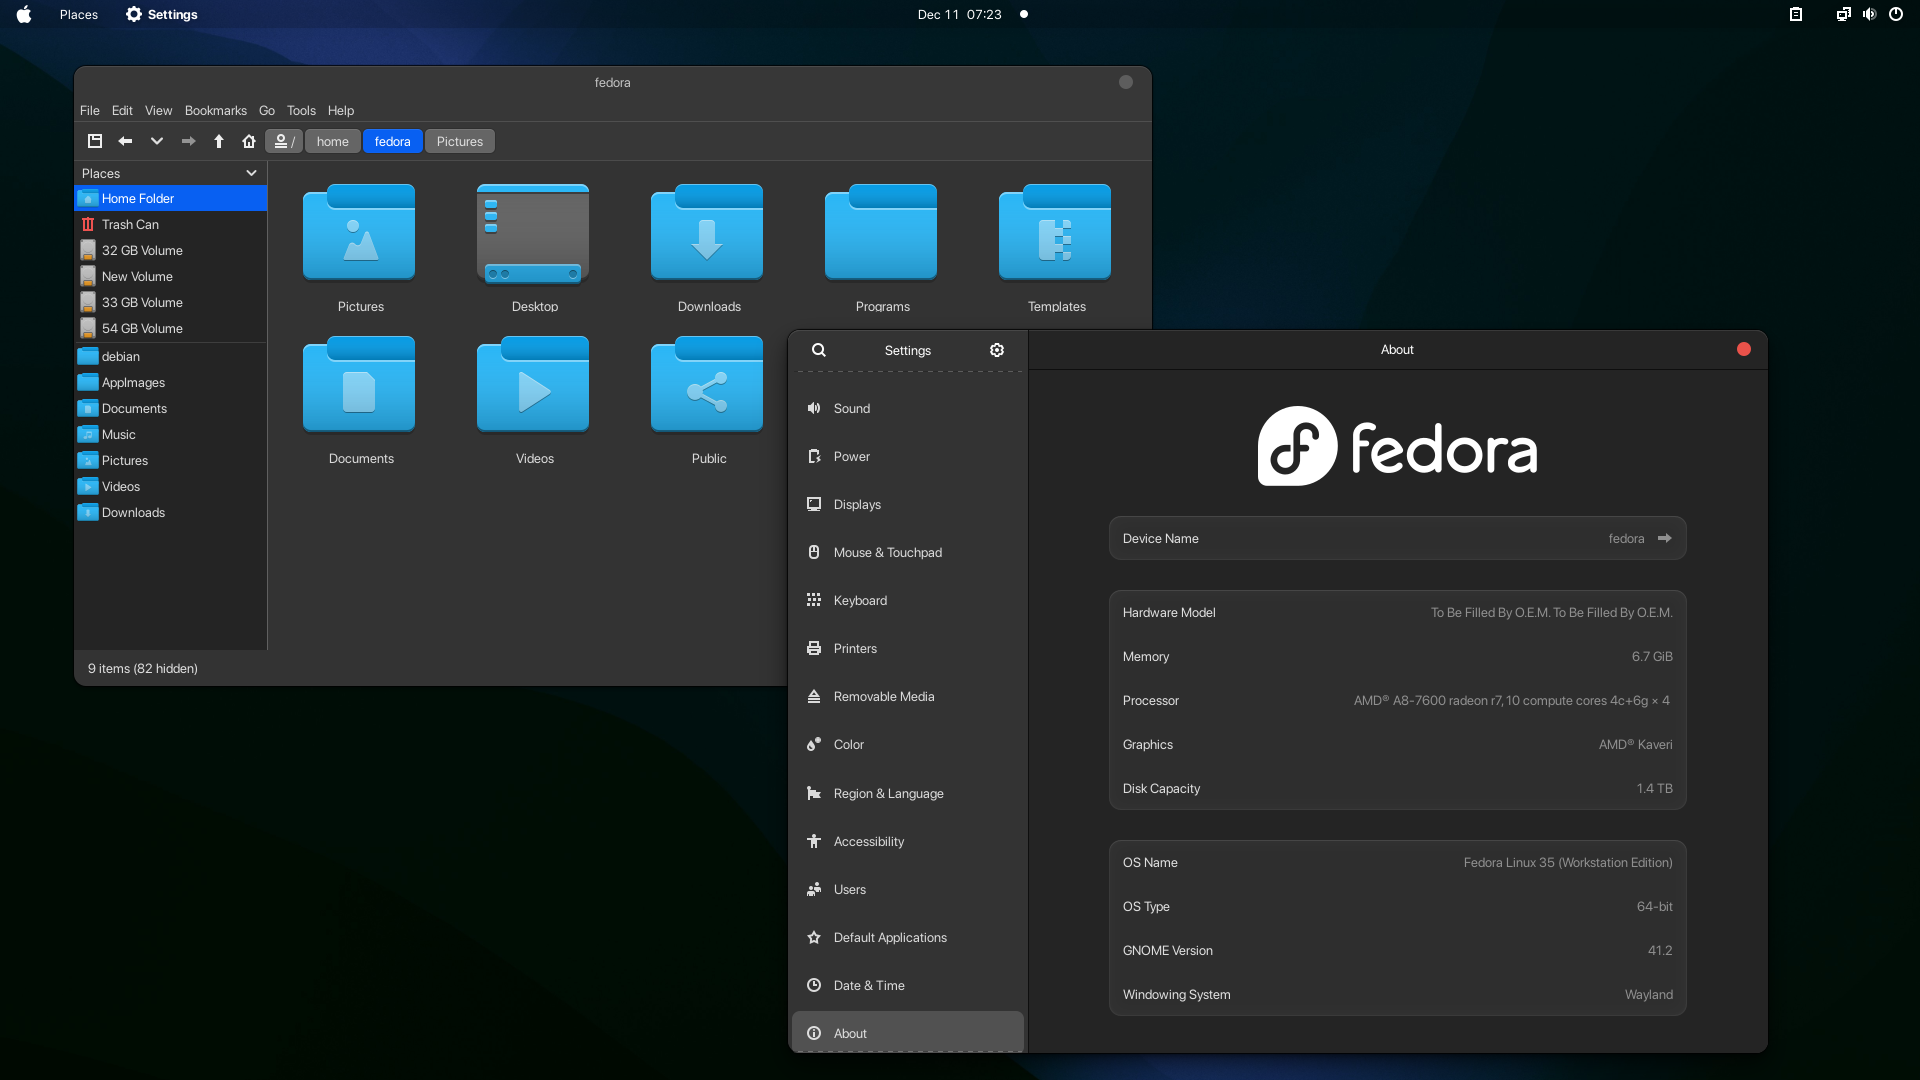 Places Settings Dec 11 07:23
fedora
File Edit View Bookmarks Go Tools Help
/ home fedora Pictures
Places
Home Folder
Trash Can
32 GB Volume
New Volume
33 GB Volume
54 GB Volume
debian
AppImages
Documents
Music
Pictures
Videos
Downloads
Pictures Desktop Downloads Programs Templates
Documents Videos Public
9 items (82 hidden)
Settings
Sound
Power
Displays
Mouse & Touchpad
Keyboard
Printers
Removable Media
Color
Region & Language
Accessibility
Users
Default Applications
Date & Time
About
About
fedora
Device Name fedora
Hardware Model To Be Filled By O.E.M. To Be Filled By O.E.M.
Memory 6.7 GiB
Processor AMD® A8-7600 radeon r7, 10 compute cores 4c+6g × 4
Graphics AMD® Kaveri
Disk Capacity 1.4 TB
OS Name Fedora Linux 35 (Workstation Edition)
OS Type 64-bit
GNOME Version 41.2
Windowing System Wayland